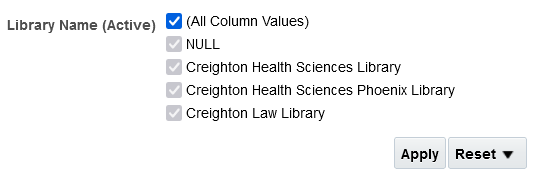 Library Name (Active)
(All Column Values)
NULL
Creighton Health Sciences Library
Creighton Health Sciences Phoenix Library
Creighton Law Library
Apply Reset